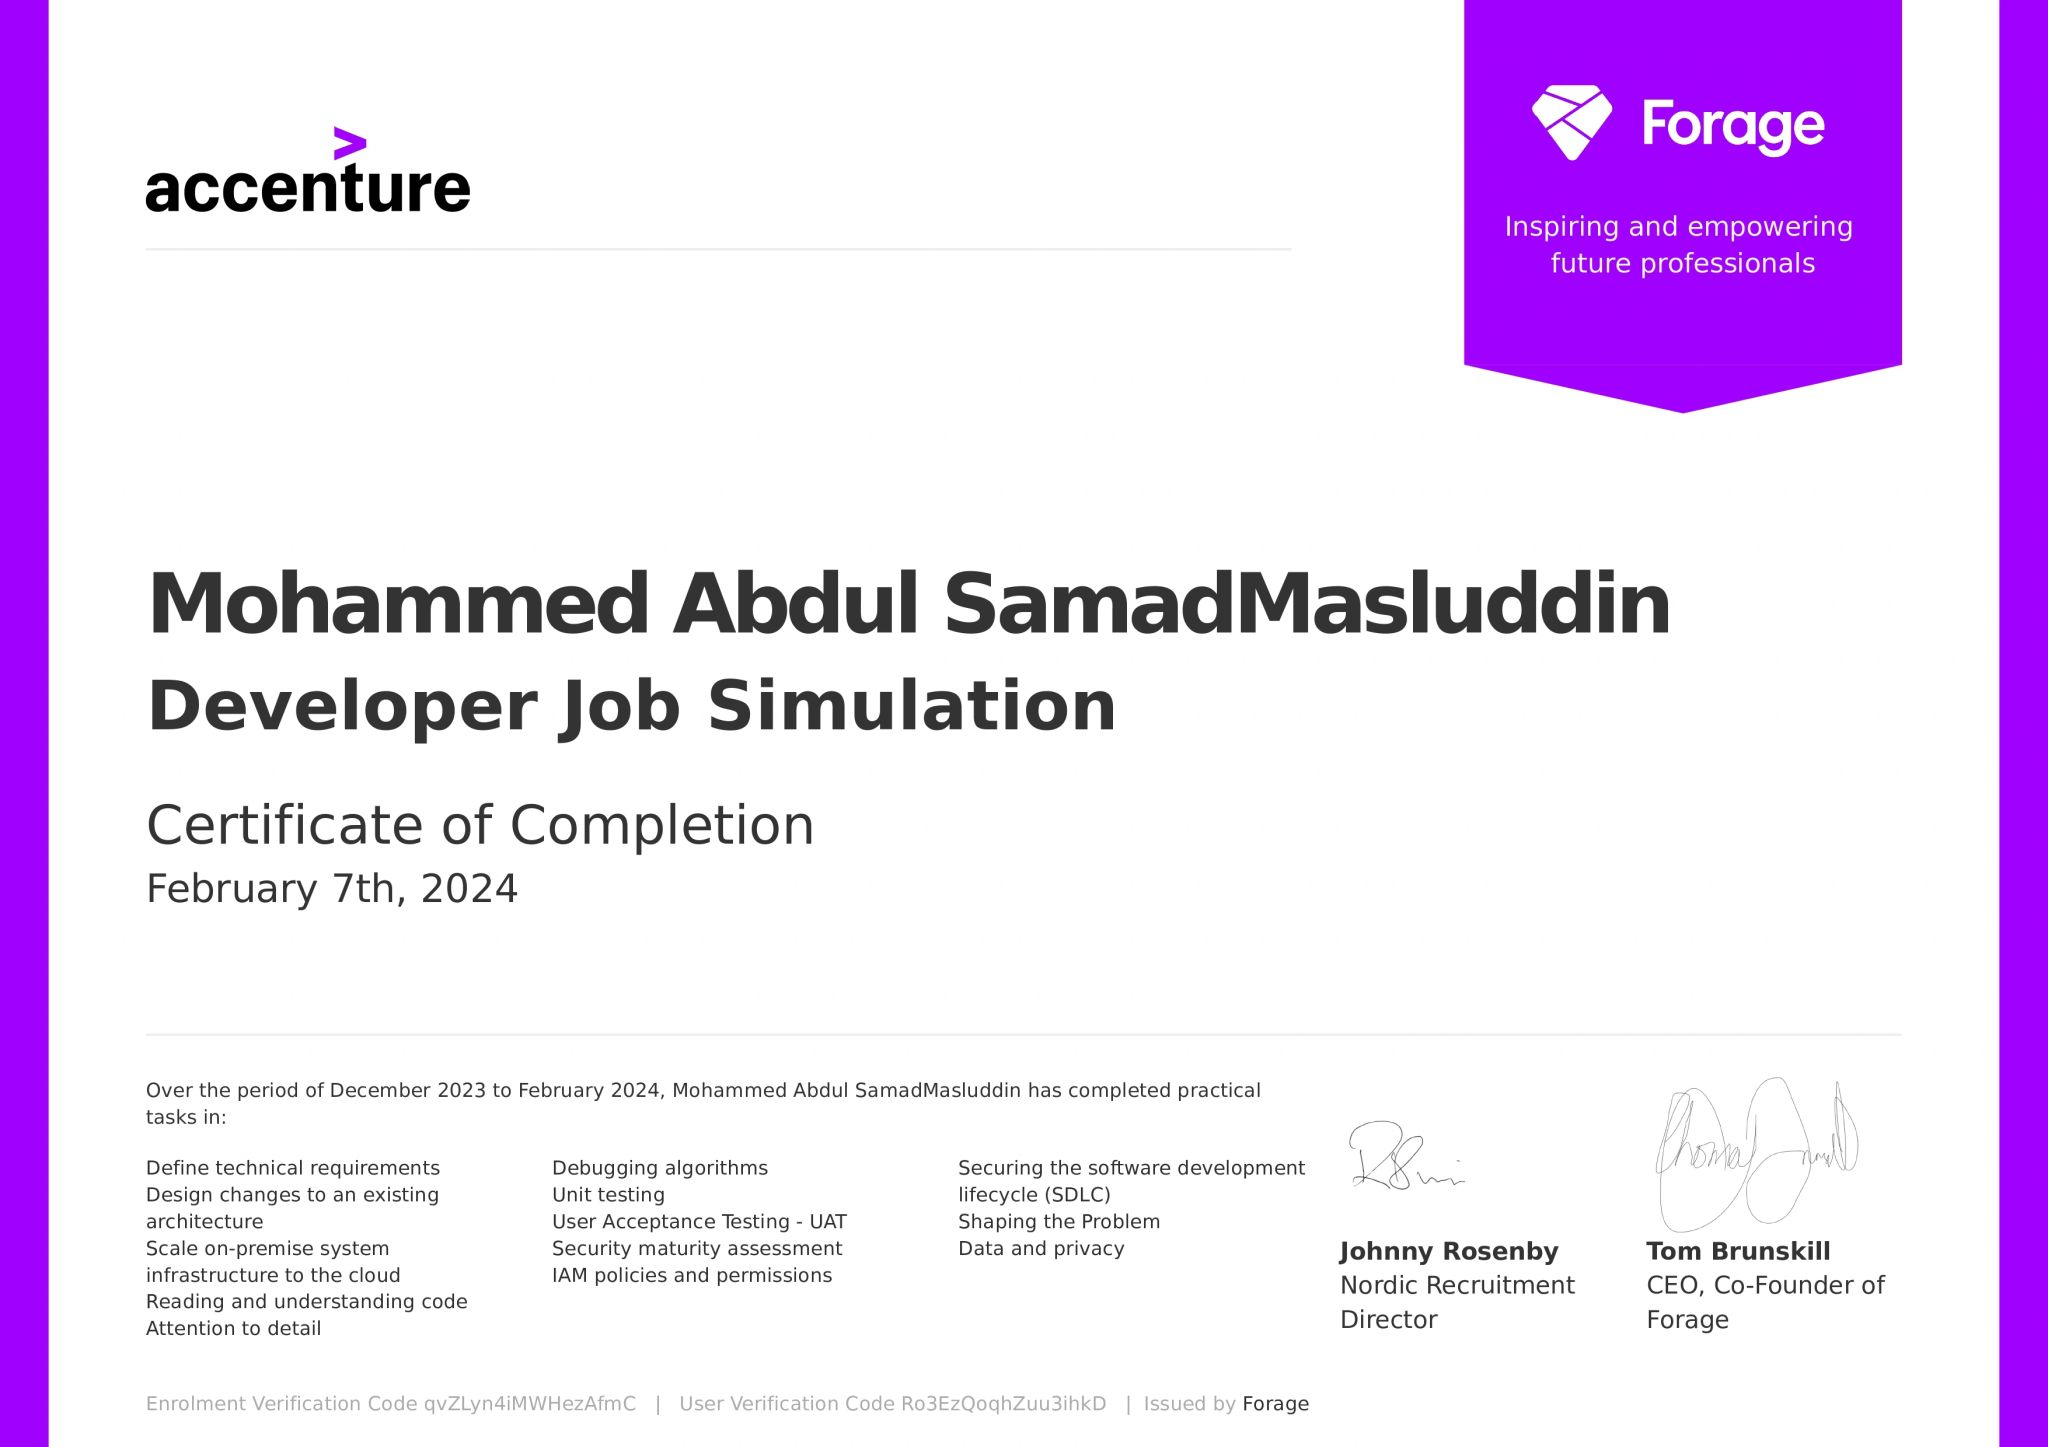 accenture
Forage
Inspiring and empowering
future professionals
Mohammed Abdul SamadMasluddin
Developer Job Simulation
Certificate of Completion
February 7th, 2024
Over the period of December 2023 to February 2024, Mohammed Abdul SamadMasluddin has completed practical
tasks in:
Define technical requirements
Design changes to an existing
architecture
Scale on-premise system
infrastructure to the cloud
Reading and understanding code
Attention to detail
Debugging algorithms
Unit testing
User Acceptance Testing - UAT
Security maturity assessment
IAM policies and permissions
Securing the software development
lifecycle (SDLC)
Shaping the Problem
Data and privacy
Johnny Rosenby
Nordic Recruitment
Director
Tom Brunskill
CEO, Co-Founder of
Forage
Enrolment Verification Code qvZLyn4iMWHezAfmC | User Verification Code Ro3EzQoqhZuu3ihkD | Issued by Forage